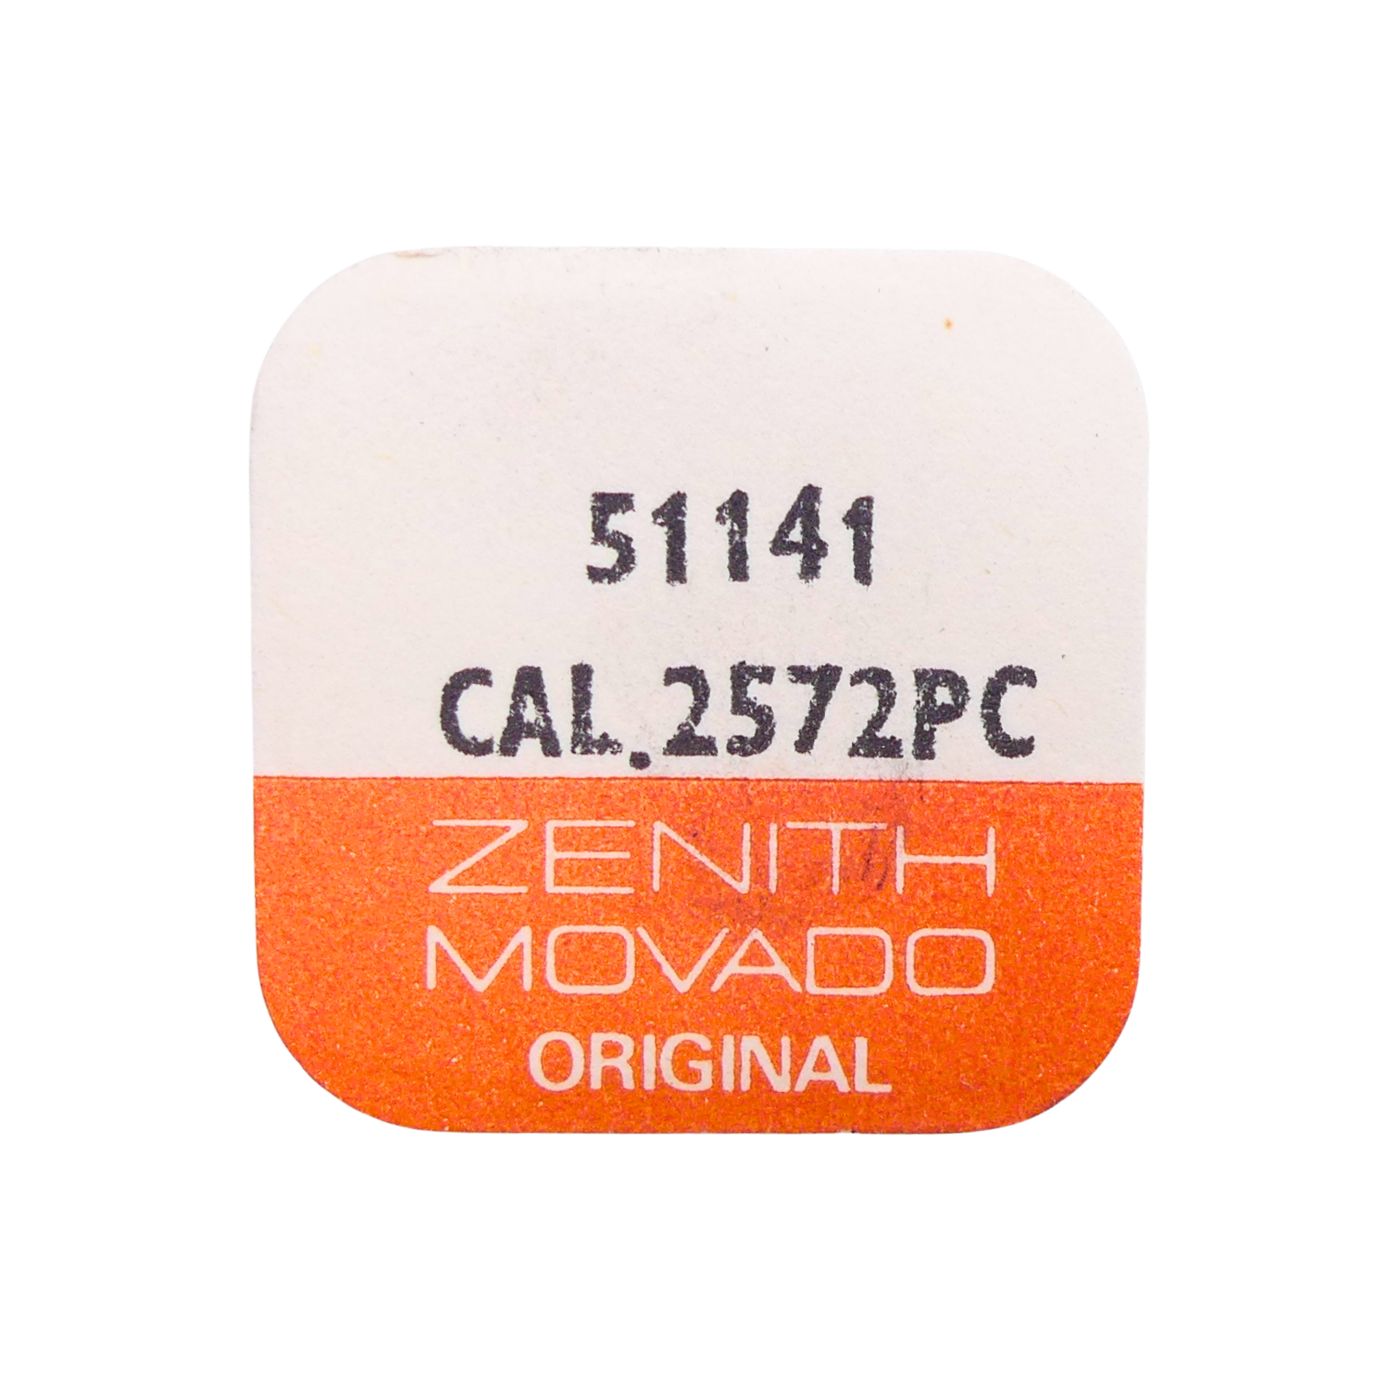 51141
CAL.2572PC
ZENITH
MOVADO
ORIGINAL